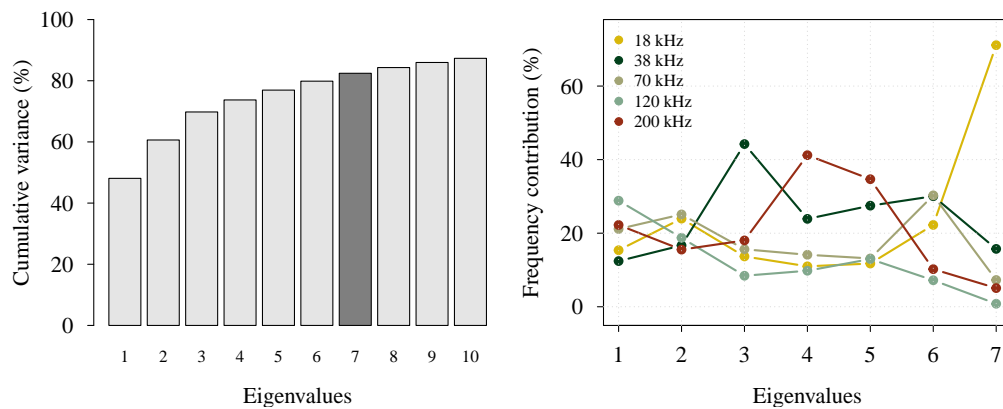 Cumulative variance (%)
100
80
60
40
20
0
1 2 3 4 5 6 7 8 9 10
Eigenvalues
Frequency contribution (%)
60
40
20
0
18 kHz
38 kHz
70 kHz
120 kHz
200 kHz
1 2 3 4 5 6 7
Eigenvalues